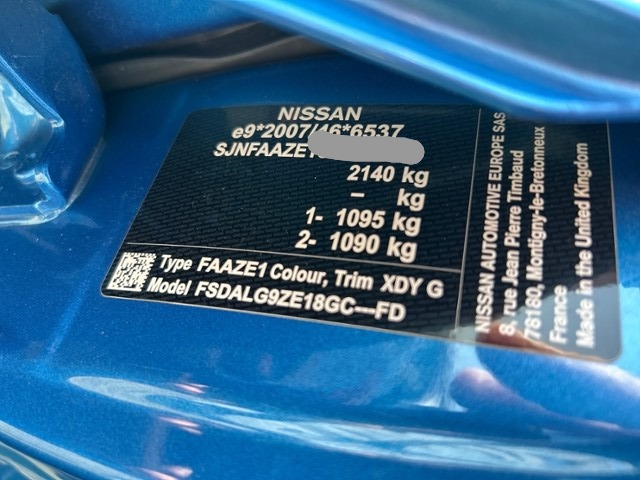 NISSAN
e9*2007/46*6537
SJNFAAZE1
2140 kg
– kg
1- 1095 kg
2- 1090 kg
Type FAAZE1 Colour, Trim XDY G
Model FSDALG9ZE18GC---FD
NISSAN AUTOMOTIVE EUROPE SAS
8, rue Jean Pierre Timbaud
78180, Montigny-le-Bretonneux
France
Made in the United Kingdom